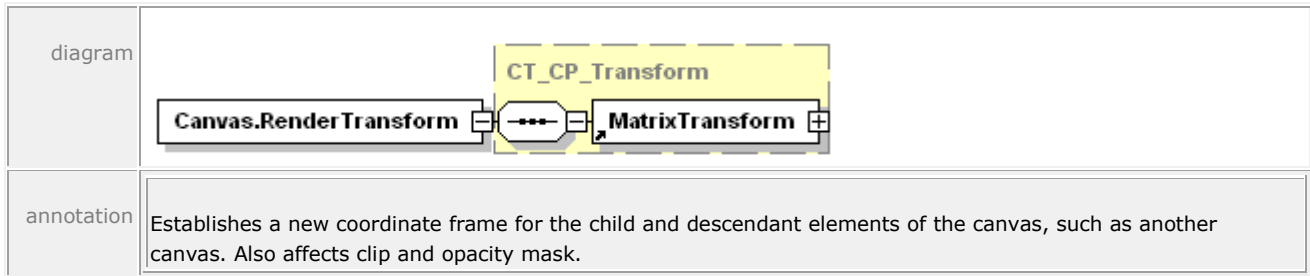 diagram
CT_CP_Transform
Canvas.RenderTransform
MatrixTransform
annotation
Establishes a new coordinate frame for the child and descendant elements of the canvas, such as another
canvas. Also affects clip and opacity mask.